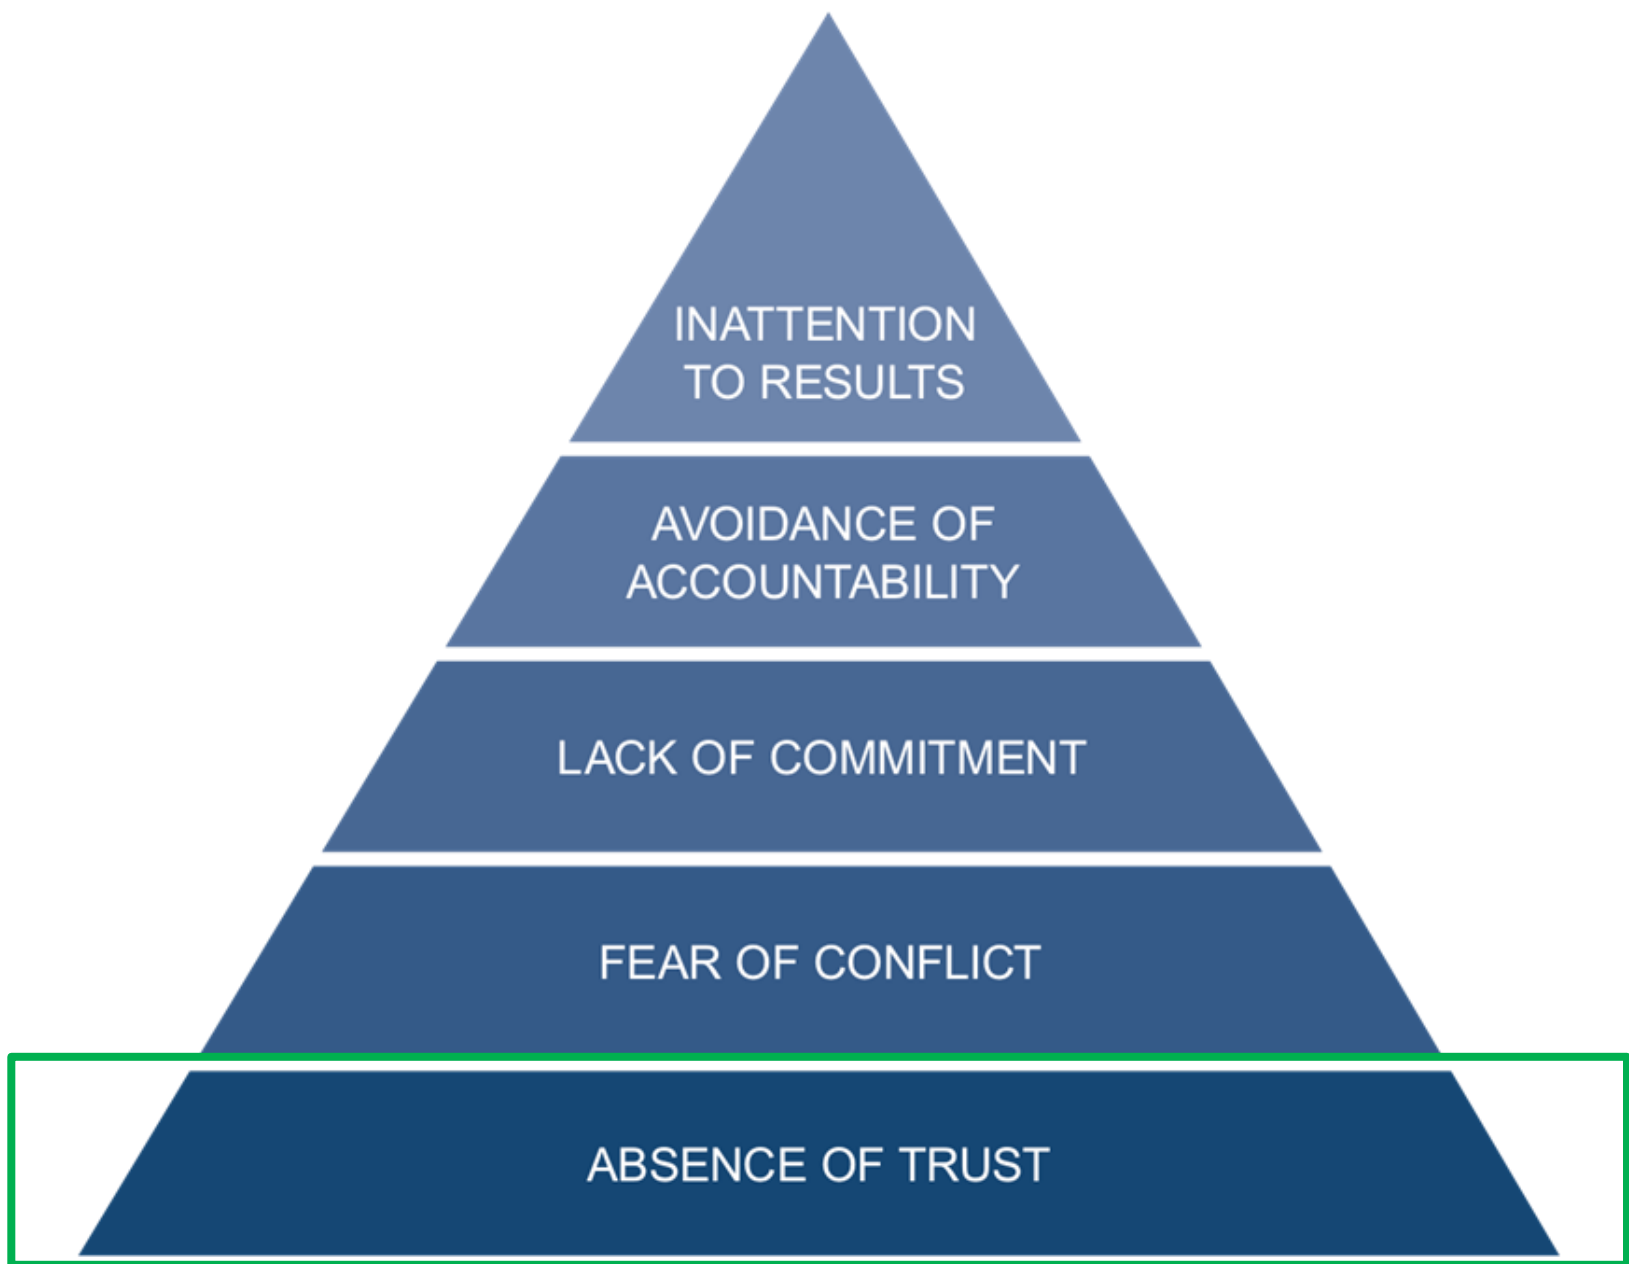 INATTENTION
TO RESULTS
AVOIDANCE OF
ACCOUNTABILITY
LACK OF COMMITMENT
FEAR OF CONFLICT
ABSENCE OF TRUST